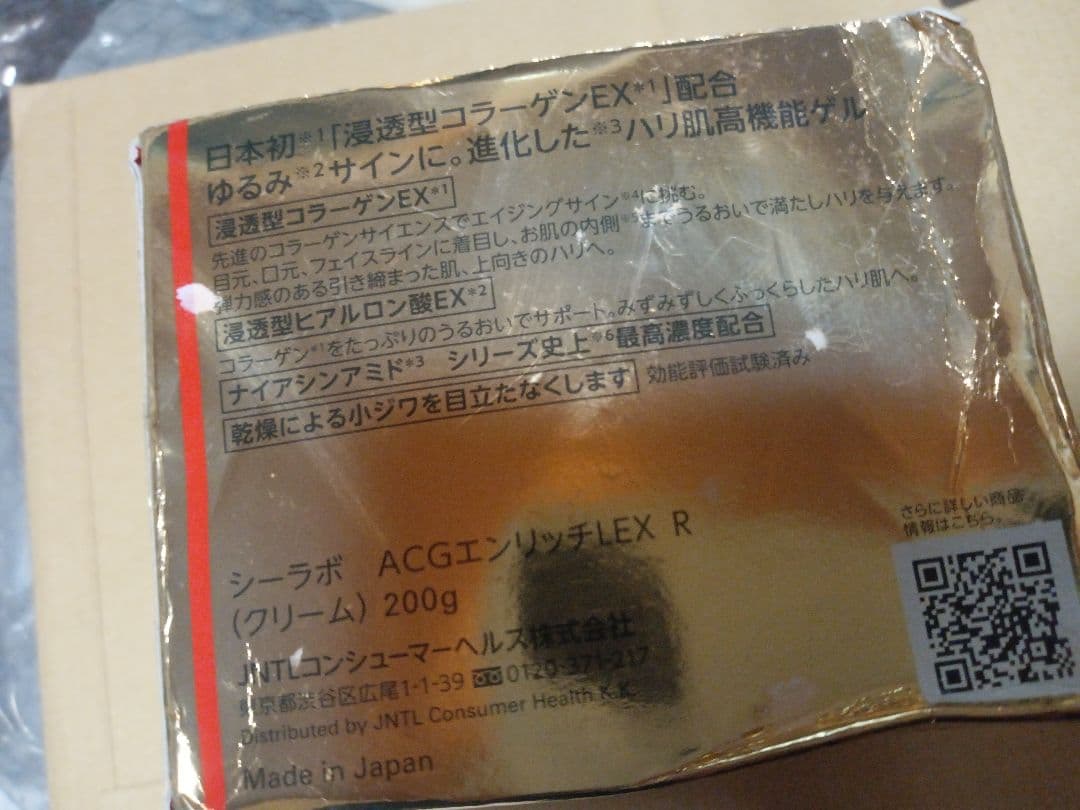 日本初※1「浸透型コラーゲンEX*1」配合
ゆるみ※2サインに。進化した※3ハリ肌高機能ゲル
浸透型コラーゲンEX*1
先進のコラーゲンサイエンスでエイジングサイン※4に挑む。
目元、口元、フェイスラインに着目し、お肌の内側※5までうるおいで満たしハリを与えます。
弾力感のある引き締まった肌、上向きのハリへ。
浸透型ヒアルロン酸EX*2
コラーゲン*1をたっぷりのうるおいでサポート。みずみずしくふっくらしたハリ肌へ。
ナイアシンアミド*3 シリーズ史上※6最高濃度配合
乾燥による小ジワを目立たなくします 効能評価試験済み
さらに詳しい商品
情報はこちら。
シーラボ ACGエンリッチLEX R
(クリーム) 200g
JNTLコンシューマーヘルス株式会社
東京都渋谷区広尾1-1-39 0120-371-217
Distributed by JNTL Consumer Health K.K.
Made in Japan